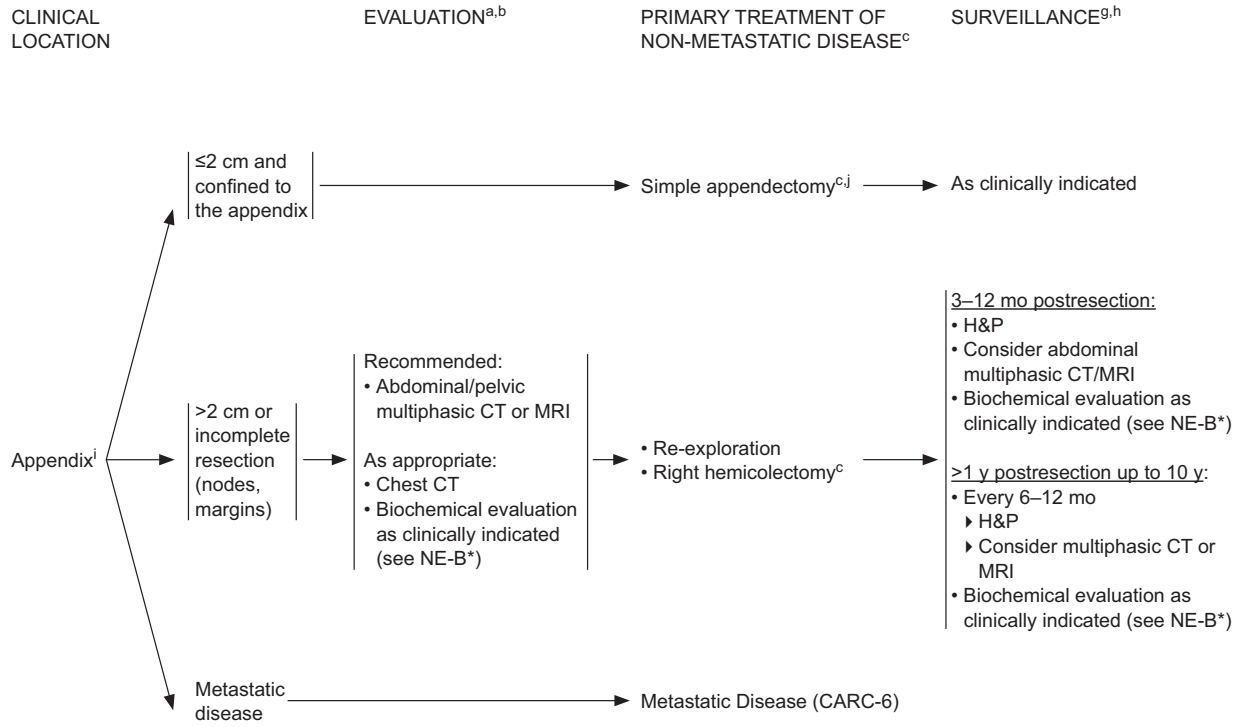 CLINICAL
LOCATION
EVALUATIONa,b
PRIMARY TREATMENT OF
NON-METASTATIC DISEASEc
SURVEILLANCEg,h
≤2 cm and
confined to
the appendix
Simple appendectomyc,j
As clinically indicated
Appendixi
>2 cm or
incomplete
resection
(nodes,
margins)
Recommended:
• Abdominal/pelvic
multiphasic CT or MRI
As appropriate:
• Chest CT
• Biochemical evaluation
as clinically indicated
(see NE-B*)
• Re-exploration
• Right hemicolectomyc
3–12 mo postresection:
• H&P
• Consider abdominal
multiphasic CT/MRI
• Biochemical evaluation as
clinically indicated (see NE-B*)
>1 y postresection up to 10 y:
• Every 6–12 mo
▸ H&P
▸ Consider multiphasic CT or
MRI
• Biochemical evaluation as
clinically indicated (see NE-B*)
Metastatic
disease
Metastatic Disease (CARC-6)